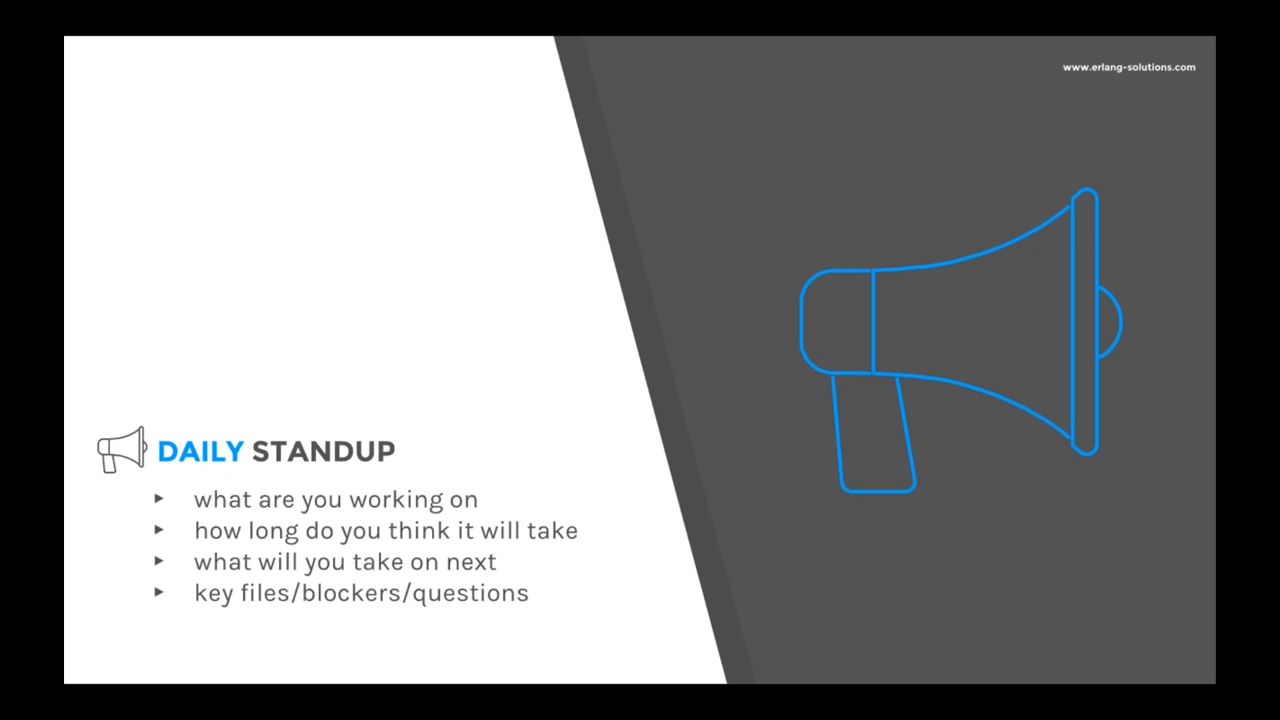 www.erlang-solutions.com
DAILY STANDUP
what are you working on
how long do you think it will take
what will you take on next
key files/blockers/questions